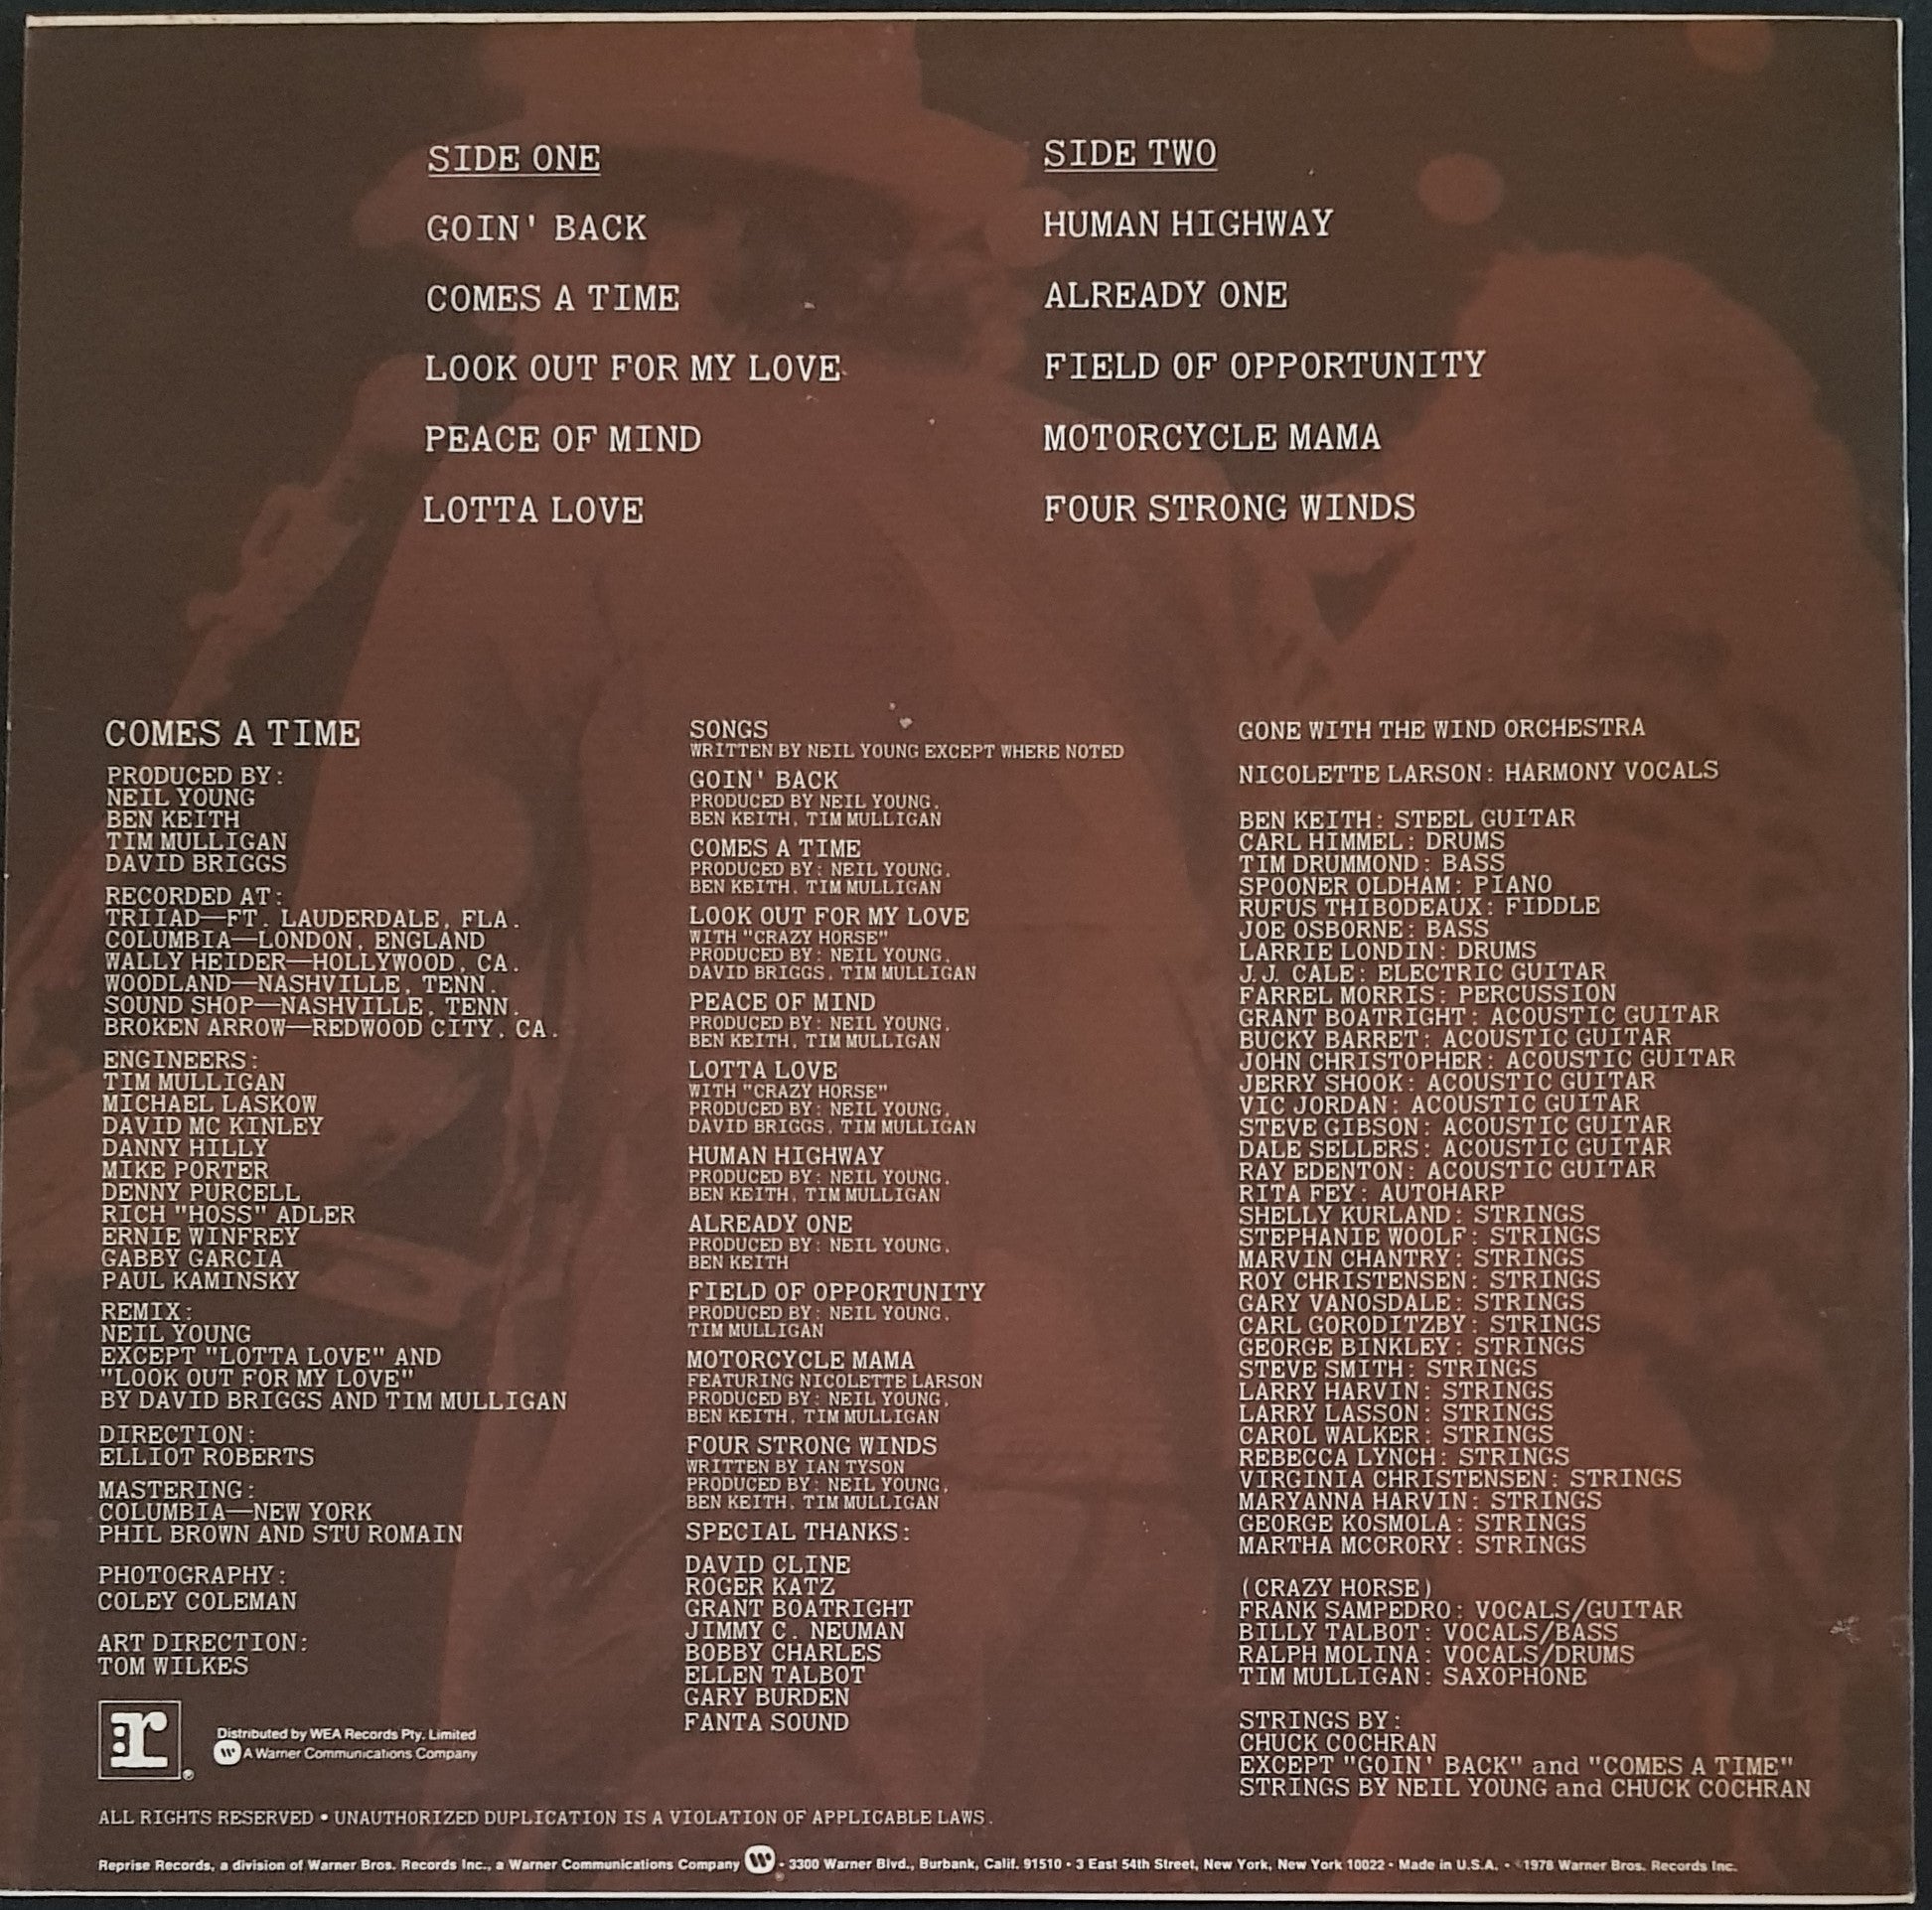 SIDE ONE
GOIN' BACK
COMES A TIME
LOOK OUT FOR MY LOVE
PEACE OF MIND
LOTTA LOVE
SIDE TWO
HUMAN HIGHWAY
ALREADY ONE
FIELD OF OPPORTUNITY
MOTORCYCLE MAMA
FOUR STRONG WINDS
COMES A TIME
PRODUCED BY:
NEIL YOUNG
BEN KEITH
TIM MULLIGAN
DAVID BRIGGS
RECORDED AT:
TRIIAD—FT. LAUDERDALE, FLA.
COLUMBIA—LONDON, ENGLAND
WALLY HEIDER—HOLLYWOOD, CA.
WOODLAND—NASHVILLE, TENN.
SOUND SHOP—NASHVILLE, TENN.
BROKEN ARROW—REDWOOD CITY, CA.
ENGINEERS:
TIM MULLIGAN
MICHAEL LASKOW
DAVID MC KINLEY
DANNY HILLY
MIKE PORTER
DENNY PURCELL
RICH "HOSS" ADLER
ERNIE WINFREY
GABBY GARCIA
PAUL KAMINSKY
REMIX:
NEIL YOUNG
EXCEPT "LOTTA LOVE" AND
"LOOK OUT FOR MY LOVE"
BY DAVID BRIGGS AND TIM MULLIGAN
DIRECTION:
ELLIOT ROBERTS
MASTERING:
COLUMBIA—NEW YORK
PHIL BROWN AND STU ROMAIN
PHOTOGRAPHY:
COLEY COLEMAN
ART DIRECTION:
TOM WILKES
SONGS
WRITTEN BY NEIL YOUNG EXCEPT WHERE NOTED
GOIN' BACK
PRODUCED BY NEIL YOUNG,
BEN KEITH, TIM MULLIGAN
COMES A TIME
PRODUCED BY: NEIL YOUNG,
BEN KEITH, TIM MULLIGAN
LOOK OUT FOR MY LOVE
WITH "CRAZY HORSE"
PRODUCED BY: NEIL YOUNG,
DAVID BRIGGS, TIM MULLIGAN
PEACE OF MIND
PRODUCED BY: NEIL YOUNG,
BEN KEITH, TIM MULLIGAN
LOTTA LOVE
WITH "CRAZY HORSE"
PRODUCED BY: NEIL YOUNG,
DAVID BRIGGS, TIM MULLIGAN
HUMAN HIGHWAY
PRODUCED BY: NEIL YOUNG,
BEN KEITH, TIM MULLIGAN
ALREADY ONE
PRODUCED BY: NEIL YOUNG,
BEN KEITH
FIELD OF OPPORTUNITY
PRODUCED BY: NEIL YOUNG,
TIM MULLIGAN
MOTORCYCLE MAMA
FEATURING NICOLETTE LARSON
PRODUCED BY: NEIL YOUNG,
BEN KEITH, TIM MULLIGAN
FOUR STRONG WINDS
WRITTEN BY IAN TYSON
PRODUCED BY: NEIL YOUNG,
BEN KEITH, TIM MULLIGAN
SPECIAL THANKS:
DAVID CLINE
ROGER KATZ
GRANT BOATRIGHT
JIMMY C. NEUMAN
BOBBY CHARLES
ELLEN TALBOT
GARY BURDEN
FANTA SOUND
GONE WITH THE WIND ORCHESTRA
NICOLETTE LARSON: HARMONY VOCALS
BEN KEITH: STEEL GUITAR
CARL HIMMEL: DRUMS
TIM DRUMMOND: BASS
SPOONER OLDHAM: PIANO
RUFUS THIBODEAUX: FIDDLE
JOE OSBORNE: BASS
LARRIE LONDIN: DRUMS
J.J. CALE: ELECTRIC GUITAR
FARREL MORRIS: PERCUSSION
GRANT BOATRIGHT: ACOUSTIC GUITAR
BUCKY BARRET: ACOUSTIC GUITAR
JOHN CHRISTOPHER: ACOUSTIC GUITAR
JERRY SHOOK: ACOUSTIC GUITAR
VIC JORDAN: ACOUSTIC GUITAR
STEVE GIBSON: ACOUSTIC GUITAR
DALE SELLERS: ACOUSTIC GUITAR
RAY EDENTON: ACOUSTIC GUITAR
RITA FEY: AUTOHARP
SHELLY KURLAND: STRINGS
STEPHANIE WOOLF: STRINGS
MARVIN CHANTRY: STRINGS
ROY CHRISTENSEN: STRINGS
GARY VANOSDALE: STRINGS
CARL GORODITZBY: STRINGS
GEORGE BINKLEY: STRINGS
STEVE SMITH: STRINGS
LARRY HARVIN: STRINGS
LARRY LASSON: STRINGS
CAROL WALKER: STRINGS
REBECCA LYNCH: STRINGS
VIRGINIA CHRISTENSEN: STRINGS
MARYANNA HARVIN: STRINGS
GEORGE KOSMOLA: STRINGS
MARTHA MCCRORY: STRINGS
(CRAZY HORSE)
FRANK SAMPEDRO: VOCALS/GUITAR
BILLY TALBOT: VOCALS/BASS
RALPH MOLINA: VOCALS/DRUMS
TIM MULLIGAN: SAXOPHONE
STRINGS BY:
CHUCK COCHRAN
EXCEPT "GOIN' BACK" and "COMES A TIME"
STRINGS BY NEIL YOUNG and CHUCK COCHRAN
:r ®
Distributed by WEA Records Pty. Limited
W A Warner Communications Company
ALL RIGHTS RESERVED • UNAUTHORIZED DUPLICATION IS A VIOLATION OF APPLICABLE LAWS.
Reprise Records, a division of Warner Bros. Records Inc., a Warner Communications Company W • 3300 Warner Blvd., Burbank, Calif. 91510 • 3 East 54th Street, New York, New York 10022 • Made in U.S.A. • ©1978 Warner Bros. Records Inc.